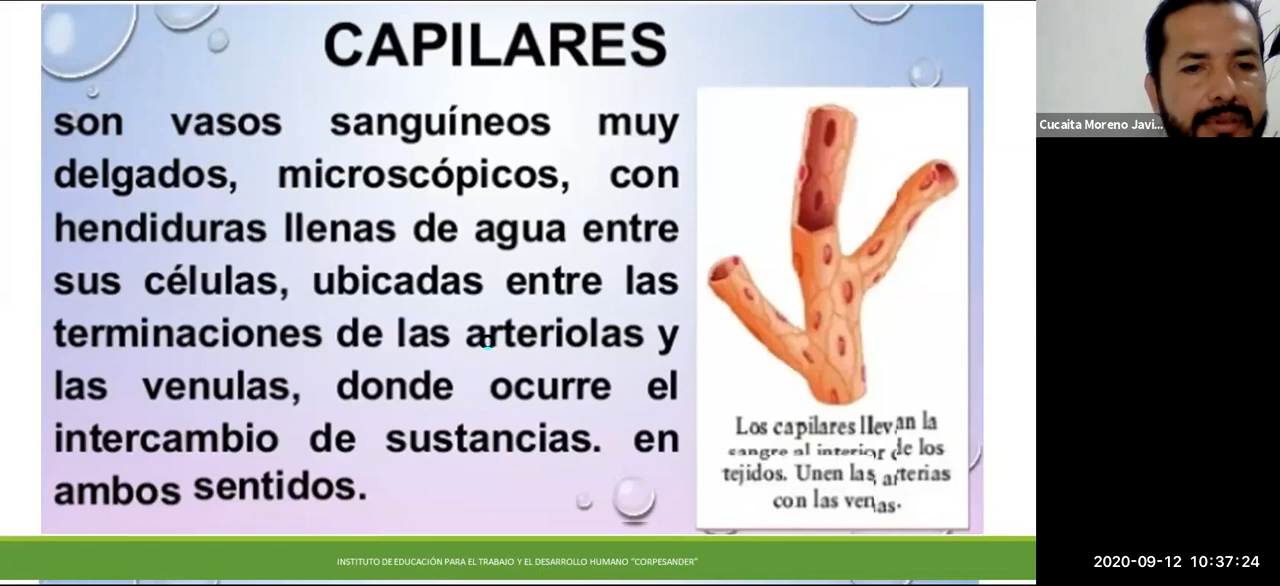 CAPILARES
son vasos sanguíneos muy
delgados, microscópicos, con
hendiduras llenas de agua entre
sus células, ubicadas entre las
terminaciones de las arteriolas y
las venulas, donde ocurre el
intercambio de sustancias. en
ambos sentidos.
Los capilares llevan la
sangre al interior de los
tejidos. Unen las arterias
con las venas.
INSTITUTO DE EDUCACIÓN PARA EL TRABAJO Y EL DESARROLLO HUMANO "CORPESANDER"
Cucaita Moreno Javi...
2020-09-12 10:37:24